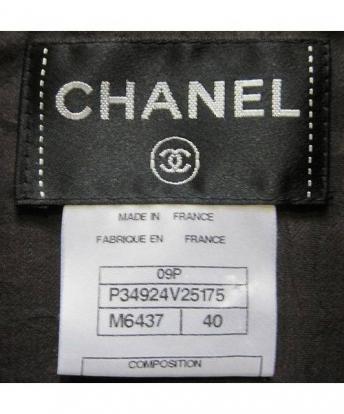 CHANEL
MADE IN FRANCE
FABRIQUE EN FRANCE
09P
P34924V25175
M6437 40
COMPOSITION